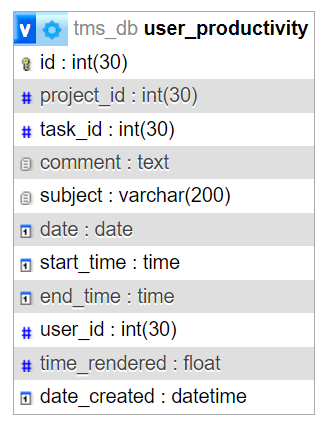 v tms_db user_productivity
id : int(30)
# project_id : int(30)
# task_id : int(30)
comment : text
subject : varchar(200)
date : date
start_time : time
end_time : time
# user_id : int(30)
# time_rendered : float
date_created : datetime